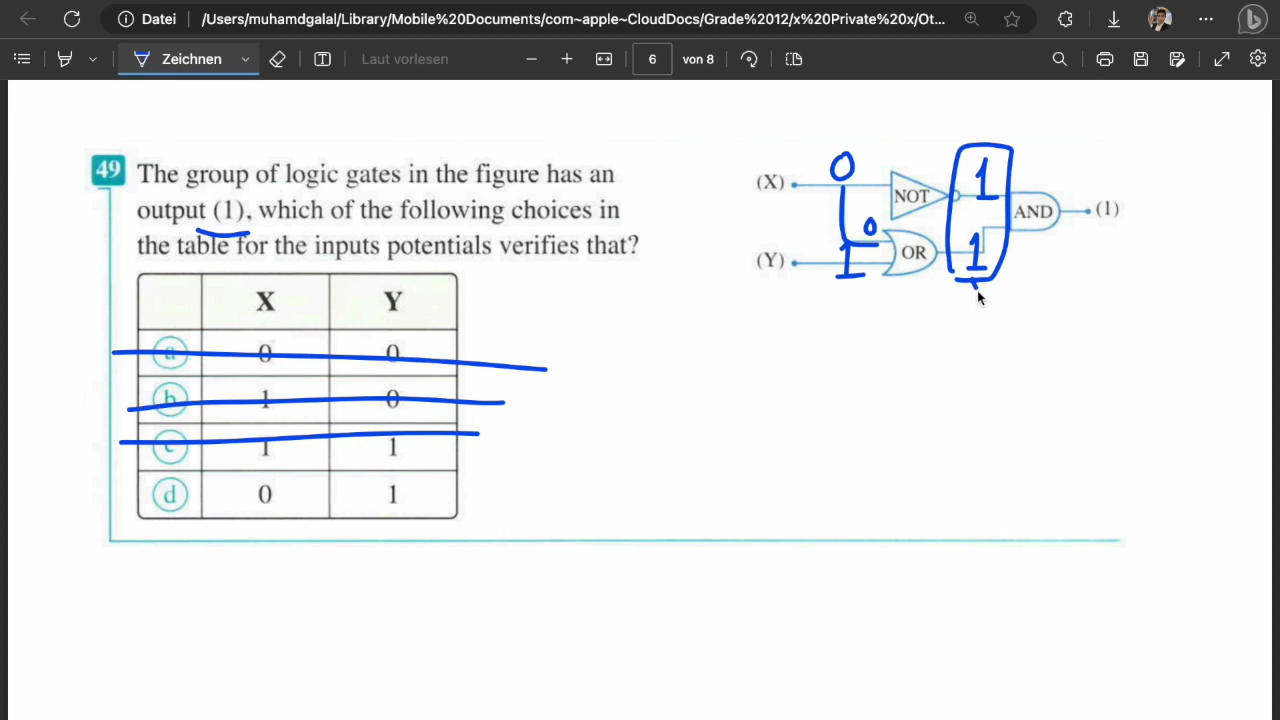 Datei /Users/muhamdgalal/Library/Mobile%20Documents/com~apple~CloudDocs/Grade%2012/x%20Private%20x/Ot...
Zeichnen Laut vorlesen 6 von 8
49 The group of logic gates in the figure has an
output (1), which of the following choices in
the table for the inputs potentials verifies that?
X Y
a 0 0
b 1 0
c 1 1
d 0 1
0 1
(X) NOT
AND (1)
0
(Y) 1 OR 1